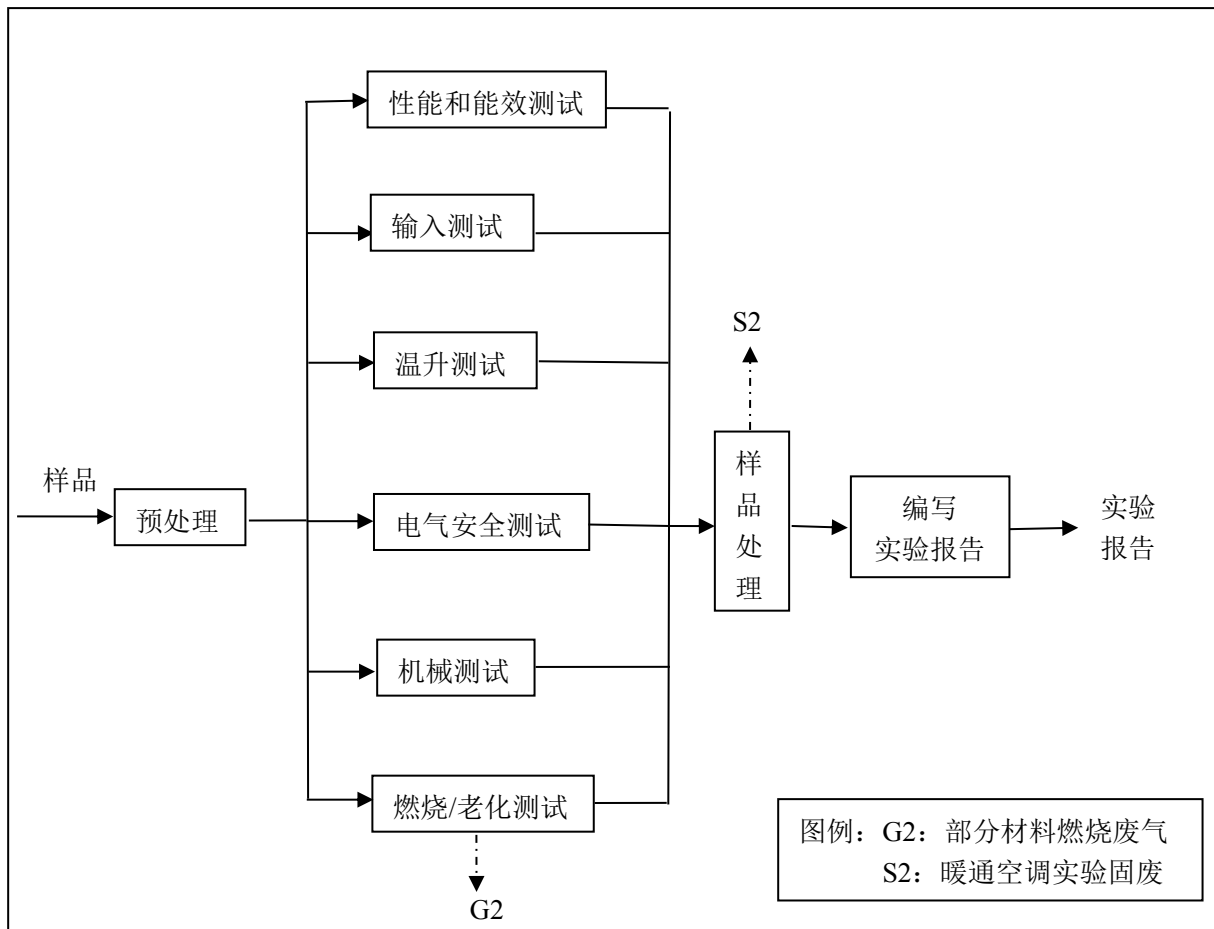 性能和能效测试
输入测试
S2
温升测试
样品
预处理
电气安全测试
样
品
处
理
编写
实验报告
实验
报告
机械测试
燃烧/老化测试
G2
图例：G2：部分材料燃烧废气
S2：暖通空调实验固废